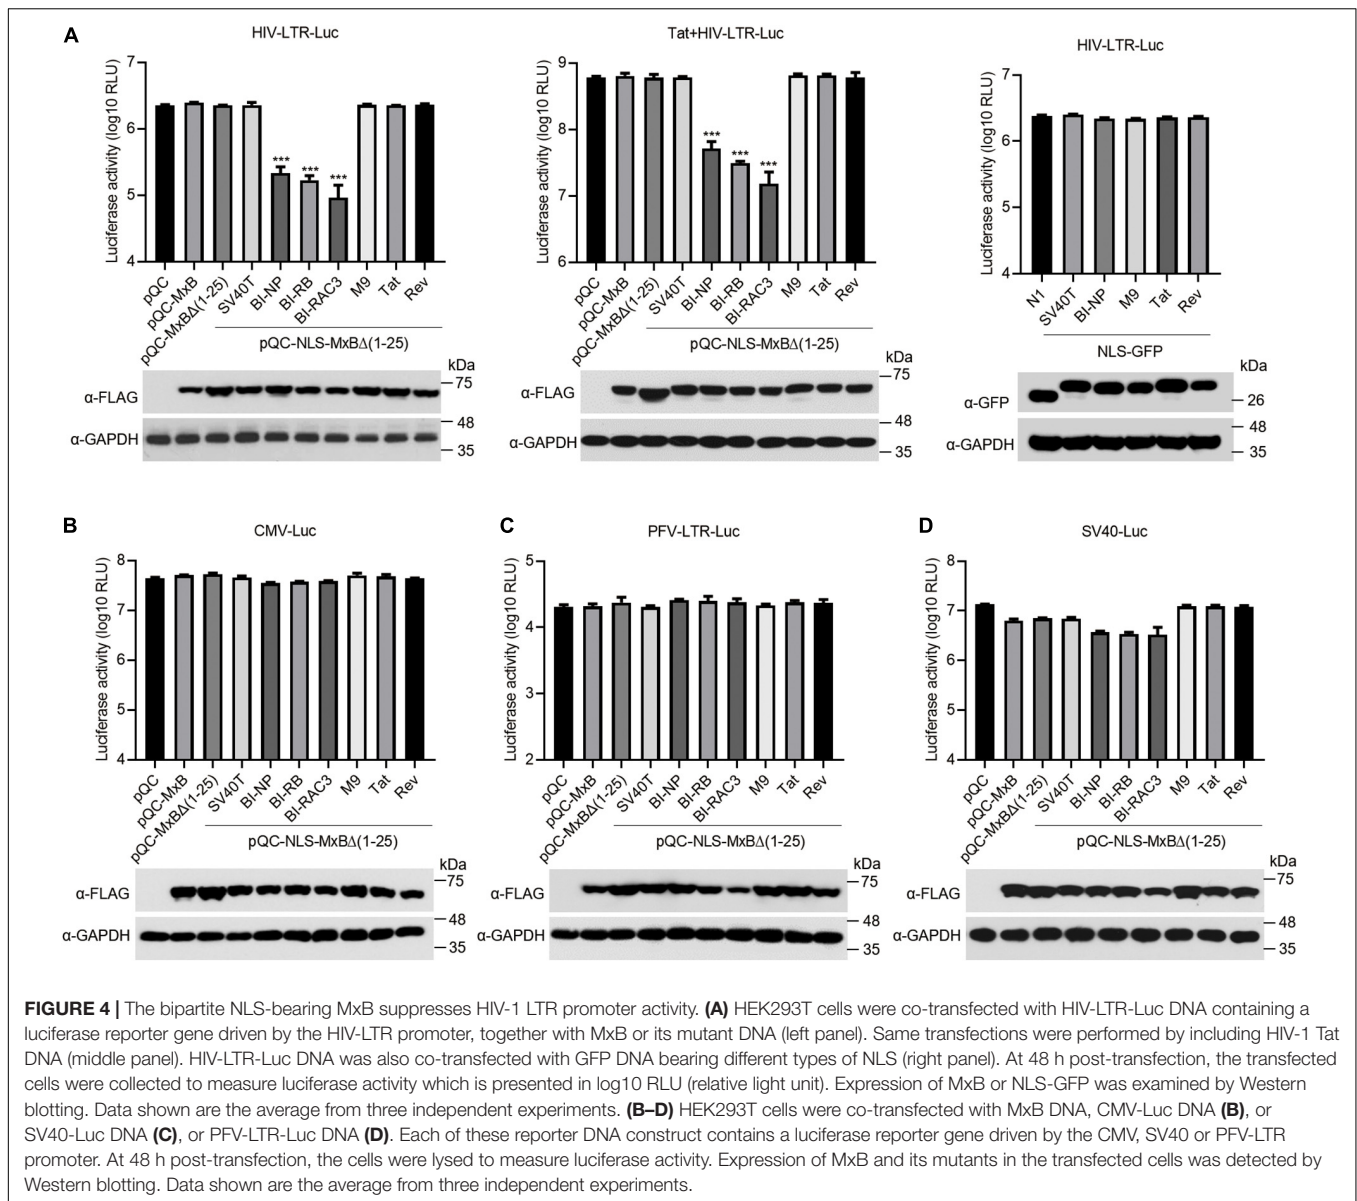 A
HIV-LTR-Luc
Luciferase activity (log10 RLU)
7
6
5
4
***
***
***
pQC
pQC-MxB
pQC-MxBΔ(1-25)
SV40T
BI-NP
BI-RB
BI-RAC3
M9
Tat
Rev
pQC-NLS-MxBΔ(1-25)
kDa
α-FLAG
75
48
α-GAPDH
35
Tat+HIV-LTR-Luc
Luciferase activity (log10 RLU)
9
8
7
6
***
***
***
pQC
pQC-MxB
pQC-MxBΔ(1-25)
SV40T
BI-NP
BI-RB
BI-RAC3
M9
Tat
Rev
pQC-NLS-MxBΔ(1-25)
kDa
α-FLAG
75
48
α-GAPDH
35
HIV-LTR-Luc
Luciferase activity (log10 RLU)
7
6
5
4
N1
SV40T
BI-NP
M9
Tat
Rev
NLS-GFP
kDa
α-GFP
26
48
α-GAPDH
35
B
CMV-Luc
Luciferase activity (log10 RLU)
8
7
6
5
4
pQC
pQC-MxB
pQC-MxBΔ(1-25)
SV40T
BI-NP
BI-RB
BI-RAC3
M9
Tat
Rev
pQC-NLS-MxBΔ(1-25)
kDa
α-FLAG
75
48
α-GAPDH
35
C
PFV-LTR-Luc
Luciferase activity (log10 RLU)
5
4
3
2
pQC
pQC-MxB
pQC-MxBΔ(1-25)
SV40T
BI-NP
BI-RB
BI-RAC3
M9
Tat
Rev
pQC-NLS-MxBΔ(1-25)
kDa
α-FLAG
75
48
α-GAPDH
35
D
SV40-Luc
Luciferase activity (log10 RLU)
8
7
6
5
4
pQC
pQC-MxB
pQC-MxBΔ(1-25)
SV40T
BI-NP
BI-RB
BI-RAC3
M9
Tat
Rev
pQC-NLS-MxBΔ(1-25)
kDa
α-FLAG
75
48
α-GAPDH
35
FIGURE 4 | The bipartite NLS-bearing MxB suppresses HIV-1 LTR promoter activity. (A) HEK293T cells were co-transfected with HIV-LTR-Luc DNA containing a
luciferase reporter gene driven by the HIV-LTR promoter, together with MxB or its mutant DNA (left panel). Same transfections were performed by including HIV-1 Tat
DNA (middle panel). HIV-LTR-Luc DNA was also co-transfected with GFP DNA bearing different types of NLS (right panel). At 48 h post-transfection, the transfected
cells were collected to measure luciferase activity which is presented in log10 RLU (relative light unit). Expression of MxB or NLS-GFP was examined by Western
blotting. Data shown are the average from three independent experiments. (B–D) HEK293T cells were co-transfected with MxB DNA, CMV-Luc DNA (B), or
SV40-Luc DNA (C), or PFV-LTR-Luc DNA (D). Each of these reporter DNA construct contains a luciferase reporter gene driven by the CMV, SV40 or PFV-LTR
promoter. At 48 h post-transfection, the cells were lysed to measure luciferase activity. Expression of MxB and its mutants in the transfected cells was detected by
Western blotting. Data shown are the average from three independent experiments.